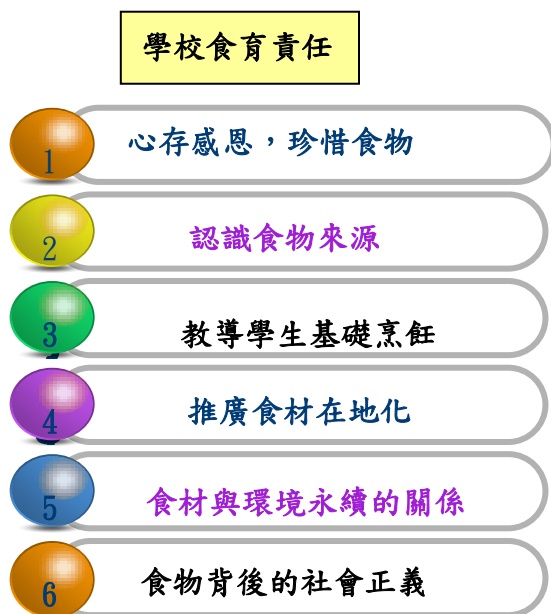 學校食育責任
1 心存感恩，珍惜食物
2 認識食物來源
3 教導學生基礎烹飪
4 推廣食材在地化
5 食材與環境永續的關係
6 食物背後的社會正義